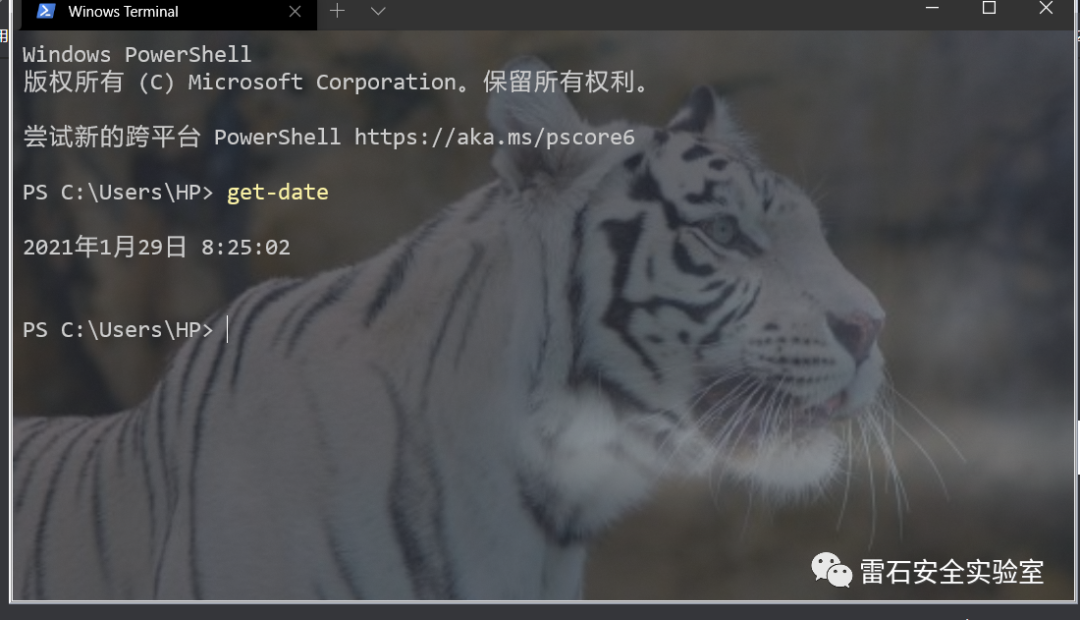 Winows Terminal
Windows PowerShell
版权所有 (C) Microsoft Corporation。保留所有权利。
尝试新的跨平台 PowerShell https://aka.ms/pscore6
PS C:\Users\HP> get-date
2021年1月29日 8:25:02
PS C:\Users\HP>
雷石安全实验室